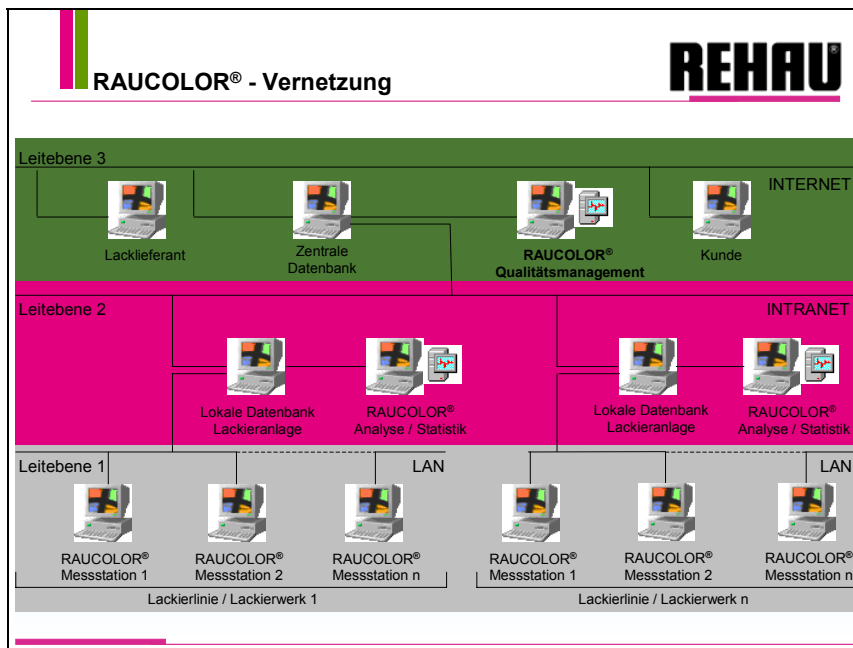 RAUCOLOR® - Vernetzung
REHAU®
Leitebene 3
INTERNET
Lacklieferant
Zentrale
Datenbank
RAUCOLOR®
Qualitätsmanagement
Kunde
Leitebene 2
INTRANET
Lokale Datenbank
Lackieranlage
RAUCOLOR®
Analyse / Statistik
Lokale Datenbank
Lackieranlage
RAUCOLOR®
Analyse / Statistik
Leitebene 1
LAN
LAN
RAUCOLOR®
Messstation 1
RAUCOLOR®
Messstation 2
RAUCOLOR®
Messstation n
RAUCOLOR®
Messstation 1
RAUCOLOR®
Messstation 2
RAUCOLOR®
Messstation n
Lackierlinie / Lackierwerk 1
Lackierlinie / Lackierwerk n